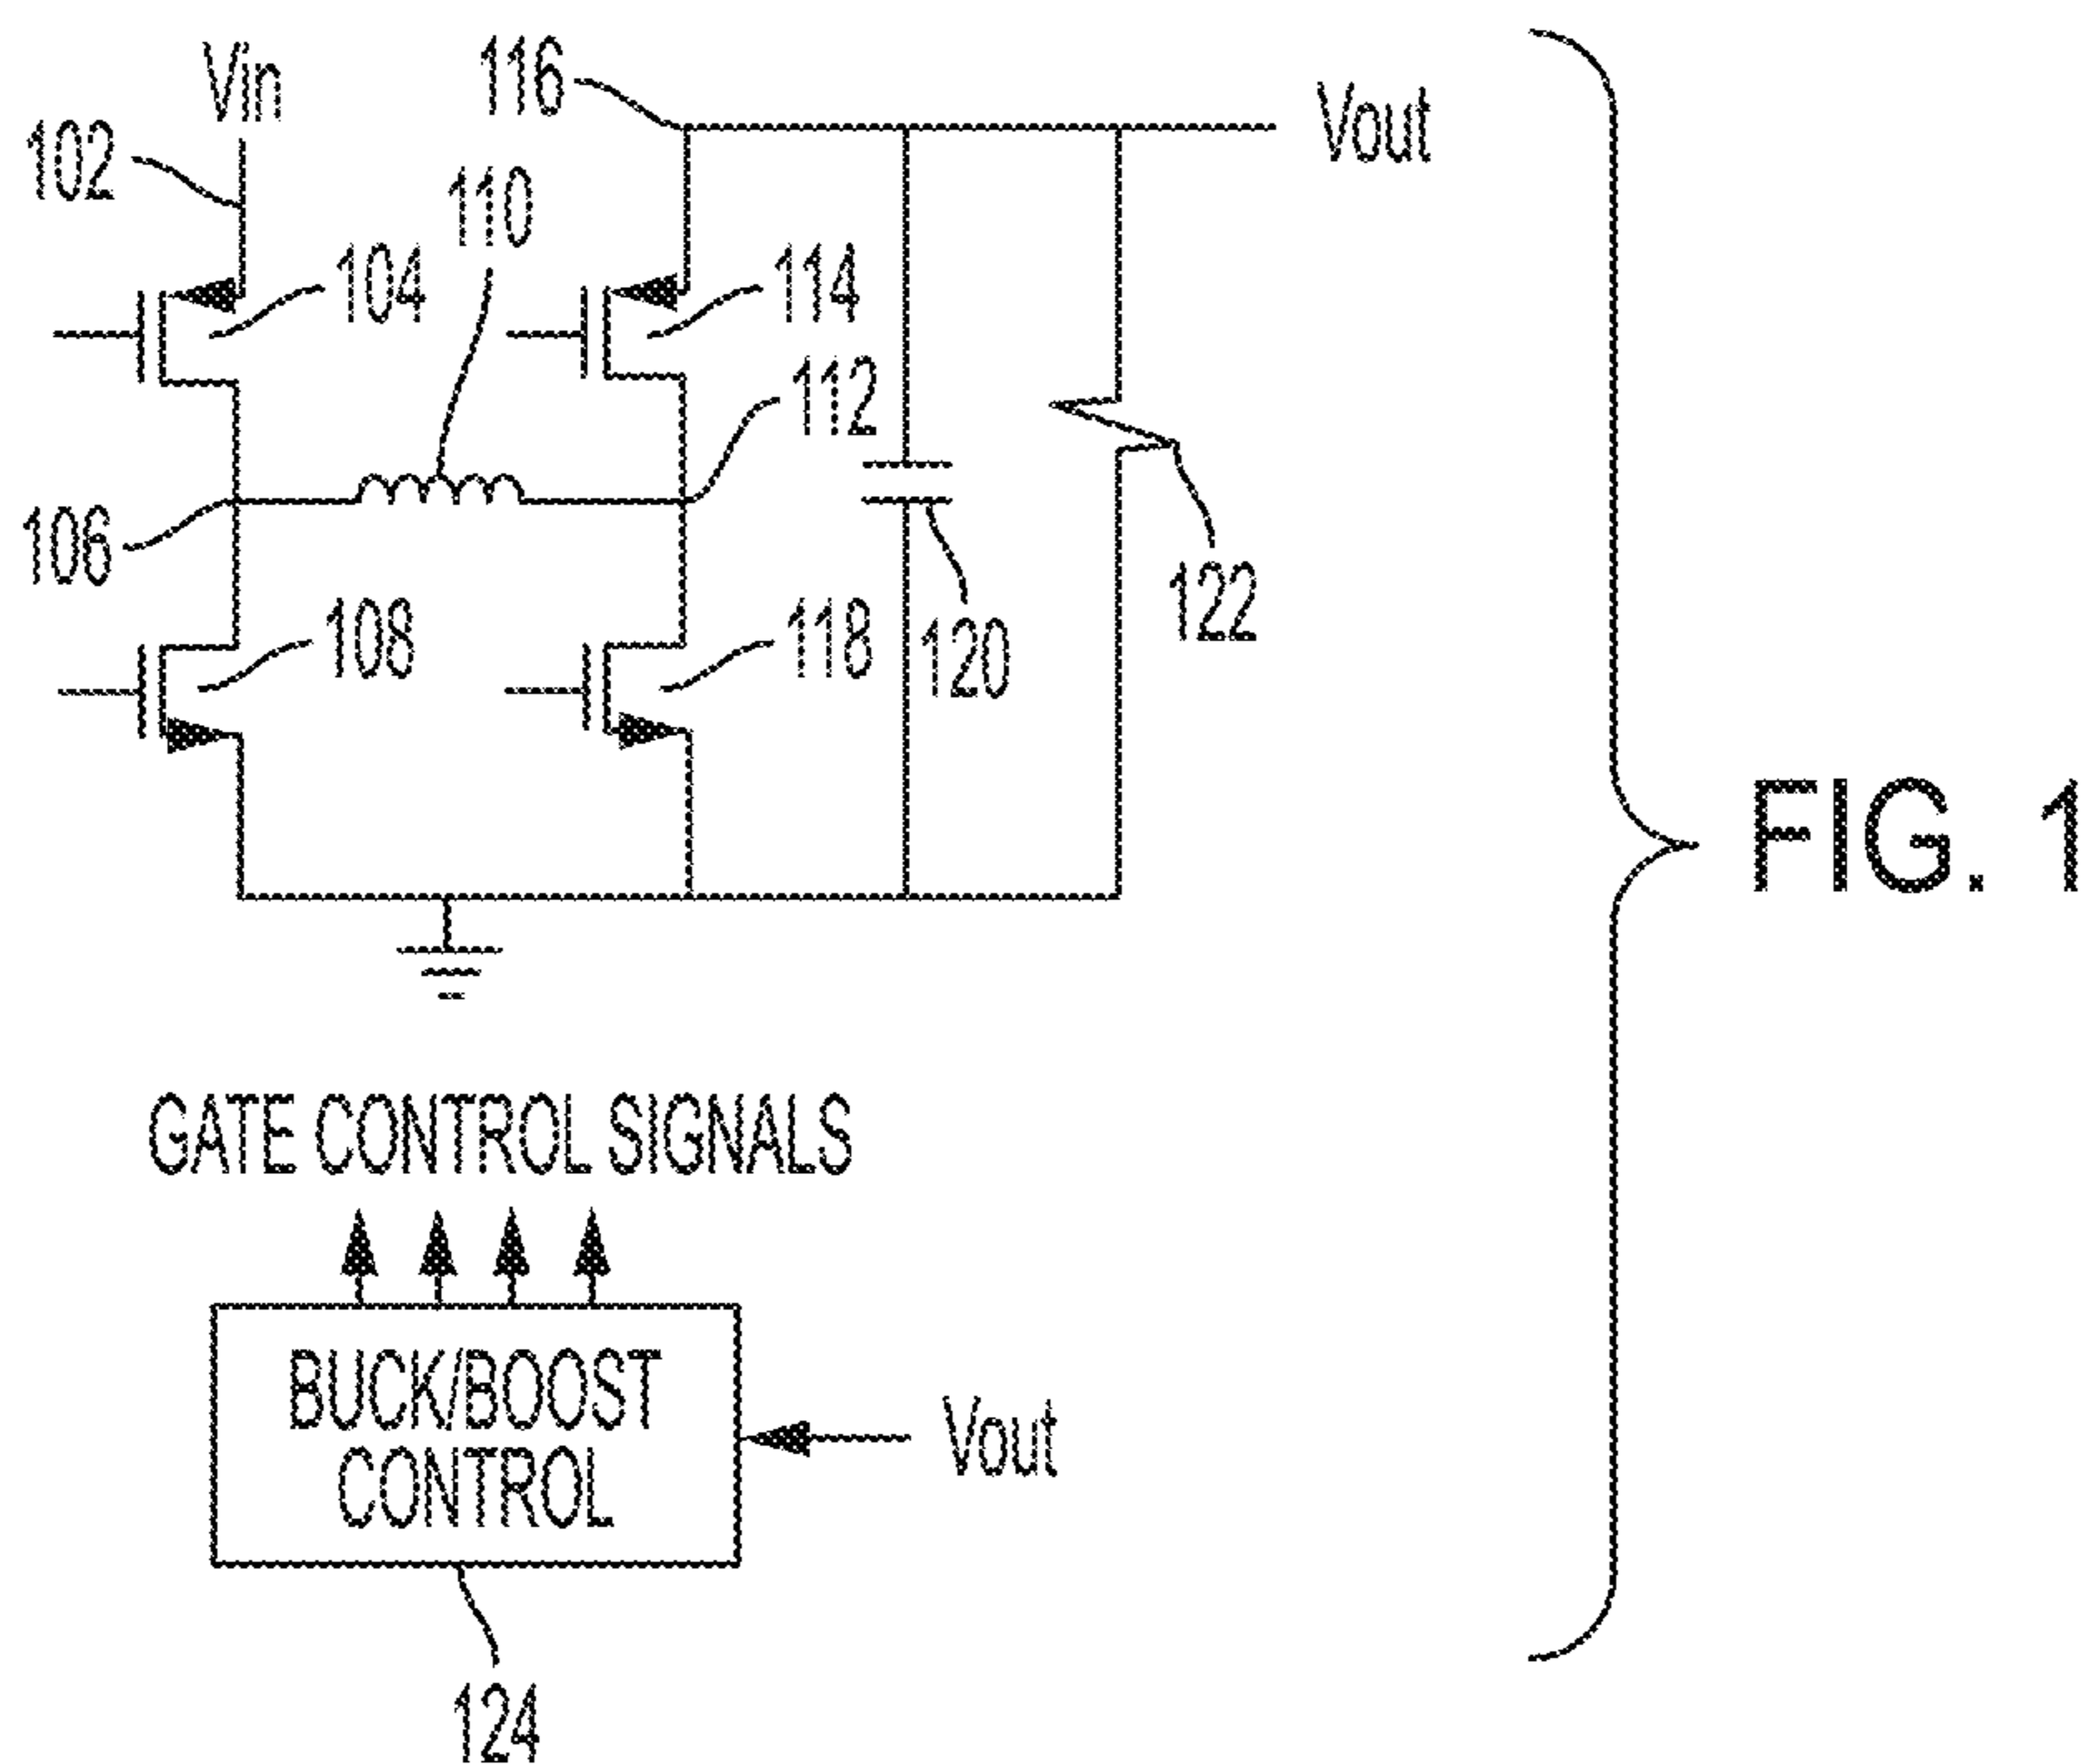 Vin
116
Vout
102
110
104
114
112
106
108
118
120
122
FIG. 1
GATE CONTROL SIGNALS
BUCK/BOOST
CONTROL
Vout
124